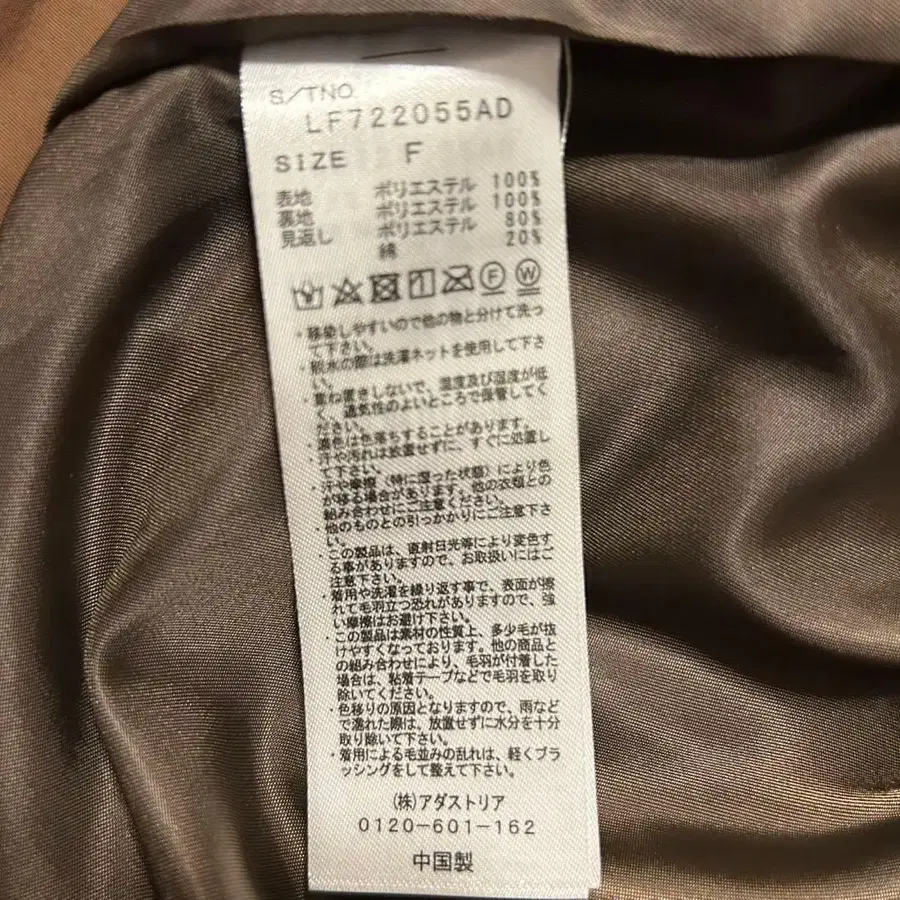 S/TNO.
LF722055AD
SIZE F
表地 ポリエステル 100%
裏地 ポリエステル 100%
見返し ポリエステル 80%
綿 20%
F W
・移染しやすいので他の物と分けて洗っ
て下さい。
・脱水の際は洗濯ネットを使用して下さ
い。
・重ね置きしないで、温度及び湿度が低
く、通気性のよいところで保管してく
ださい。
・濃色は色落ちすることがあります。
・汗や汚れは放置せずに、すぐに処置し
て下さい。
・汗や摩擦（特に湿った状態）により色
が移る場合があります。他の衣類との
組み合わせにご注意ください。
・他のものとの引っかかりにご注意下さ
い。
・この製品は、直射日光等により変色す
る事がありますので、お取扱いにはご
注意下さい。
・着用や洗濯を繰り返す事で、表面が擦
れて毛羽立つ恐れがありますので、強
い摩擦はお避け下さい。
・この製品は素材の性質上、多少毛が抜
けやすくなっております。他の商品と
の組み合わせにより、毛羽が付着した
場合は、粘着テープなどで毛羽を取り
除いてください。
・色移りの原因となりますので、雨など
で濡れた際は、放置せずに水分を十分
取り除いて下さい。
・着用による毛並みの乱れは、軽くブラ
ッシングをして整えて下さい。
(株)アダストリア
0120-601-162
中国製